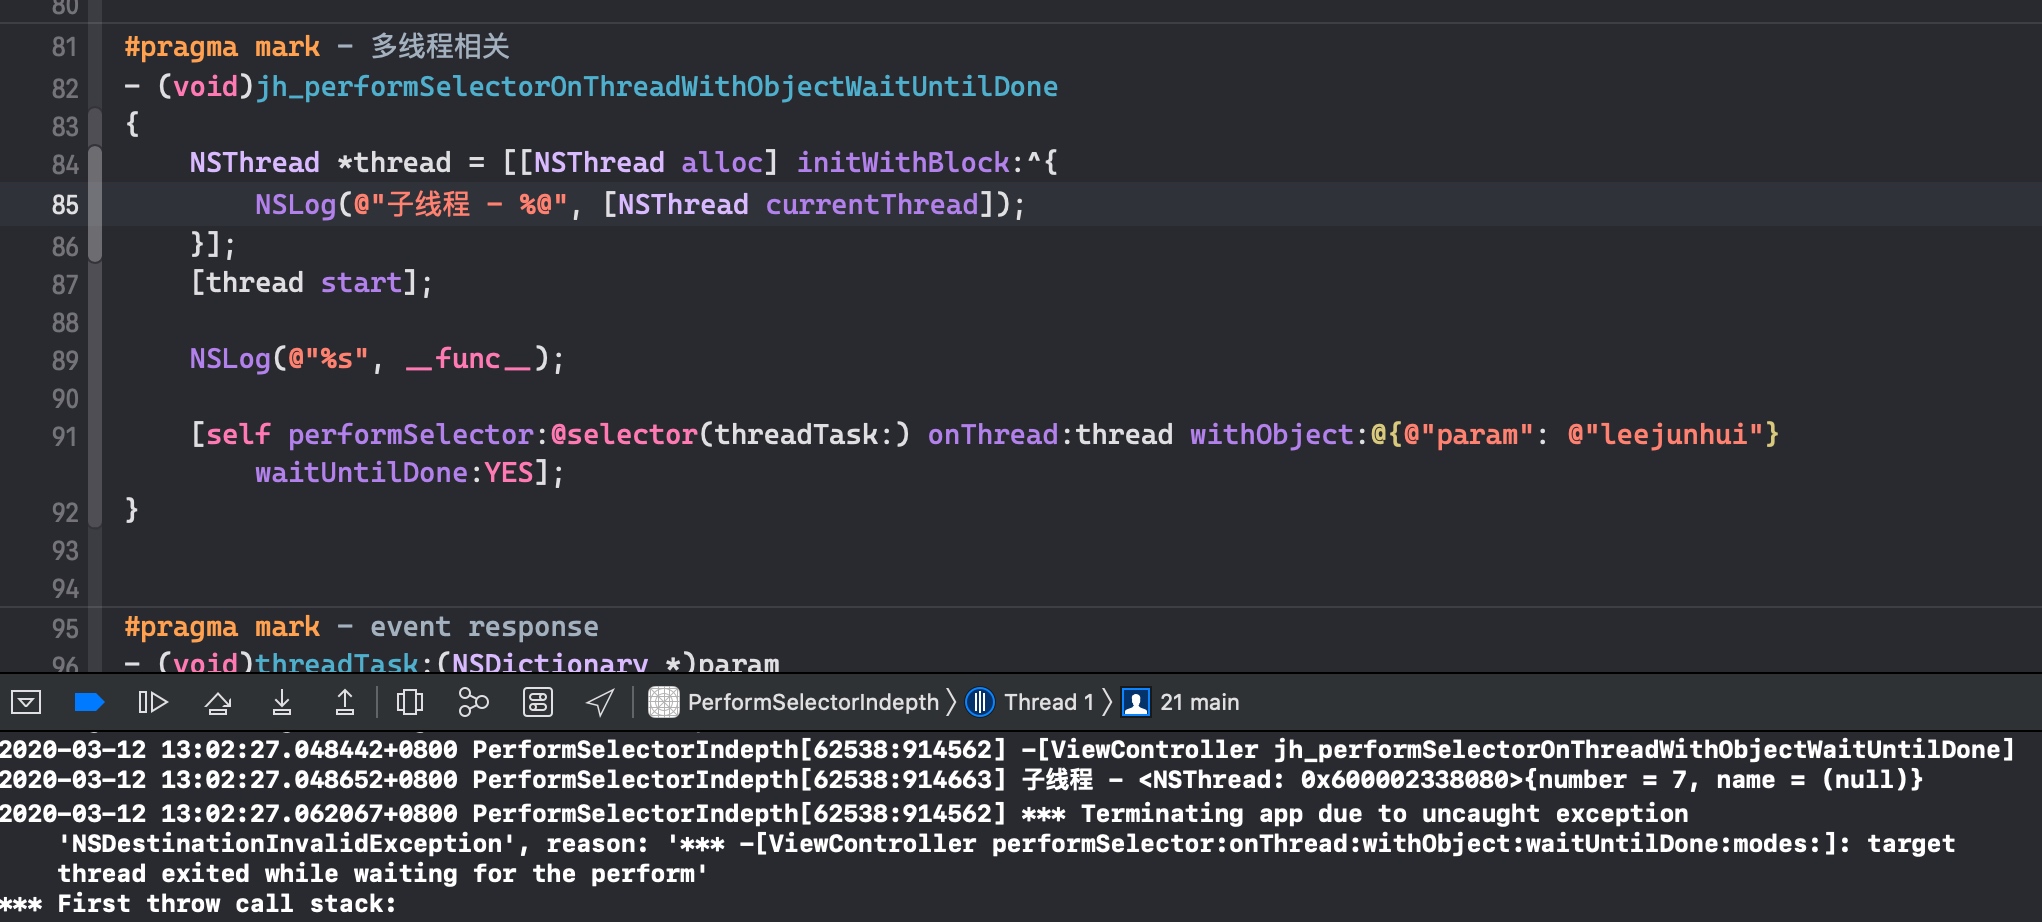 80
81 #pragma mark - 多线程相关
82 - (void)jh_performSelectorOnThreadWithObjectWaitUntilDone
83 {
84 NSThread *thread = [[NSThread alloc] initWithBlock:^{
85 NSLog(@"子线程 - %@", [NSThread currentThread]);
86 }];
87 [thread start];
88
89 NSLog(@"%s", __func__);
90
91 [self performSelector:@selector(threadTask:) onThread:thread withObject:@{@"param": @"leejunhui"}
waitUntilDone:YES];
92 }
93
94
95 #pragma mark - event response
96 - (void)threadTask:(NSDictionary *)param
PerformSelectorIndepth 〉 Thread 1 〉 21 main
2020-03-12 13:02:27.048442+0800 PerformSelectorIndepth[62538:914562] -[ViewController jh_performSelectorOnThreadWithObjectWaitUntilDone]
2020-03-12 13:02:27.048652+0800 PerformSelectorIndepth[62538:914663] 子线程 - <NSThread: 0x600002338080>{number = 7, name = (null)}
2020-03-12 13:02:27.062067+0800 PerformSelectorIndepth[62538:914562] *** Terminating app due to uncaught exception
'NSDestinationInvalidException', reason: '*** -[ViewController performSelector:onThread:withObject:waitUntilDone:modes:]: target
thread exited while waiting for the perform'
*** First throw call stack: